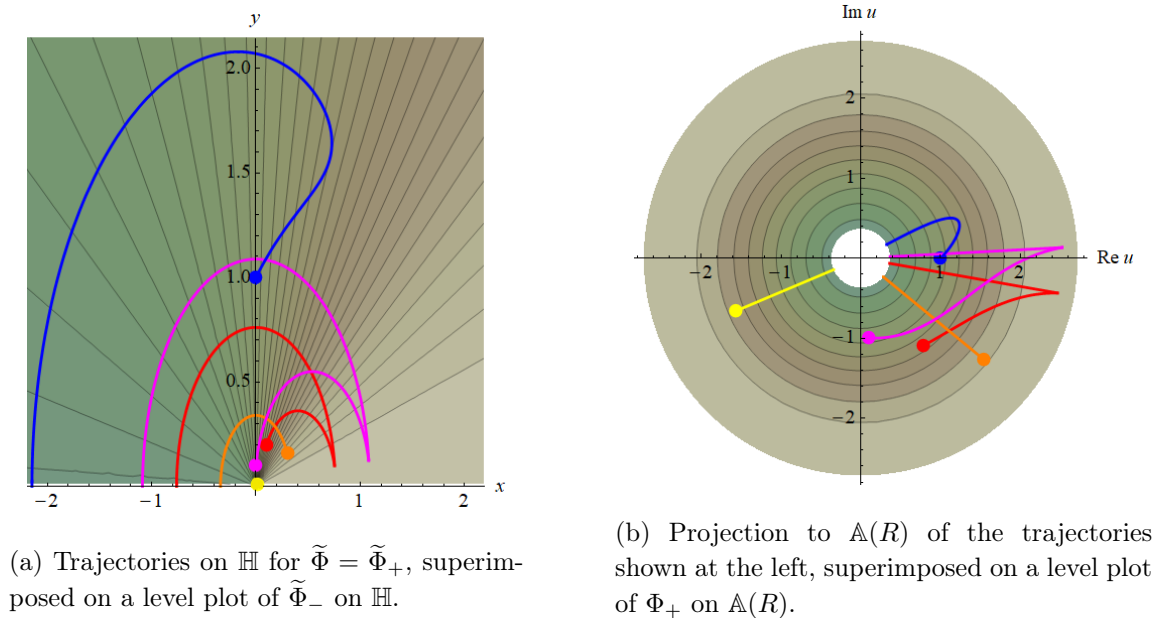 y
2.0
1.5
1.0
0.5
−2
−1
1
2
x
Im u
2
1
−2
−1
1
2
Re u
−1
−2
(a) Trajectories on ℍ for Φ̃ = Φ̃₊, superim-
posed on a level plot of Φ̃₋ on ℍ.
(b) Projection to 𝔸(R) of the trajectories
shown at the left, superimposed on a level plot
of Φ₊ on 𝔸(R).